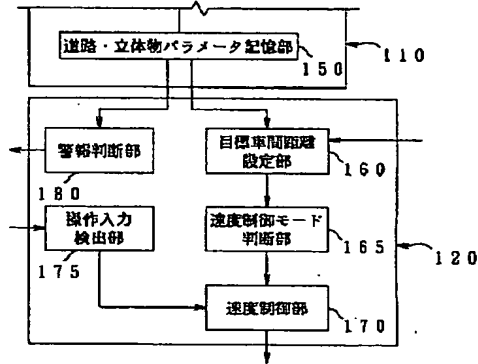 道路・立体物パラメータ記憶部
150
110
警報判断部
180
目標車間距離
設定部
160
操作入力
検出部
175
速度制御モード
判断部
165
120
速度制御部
170